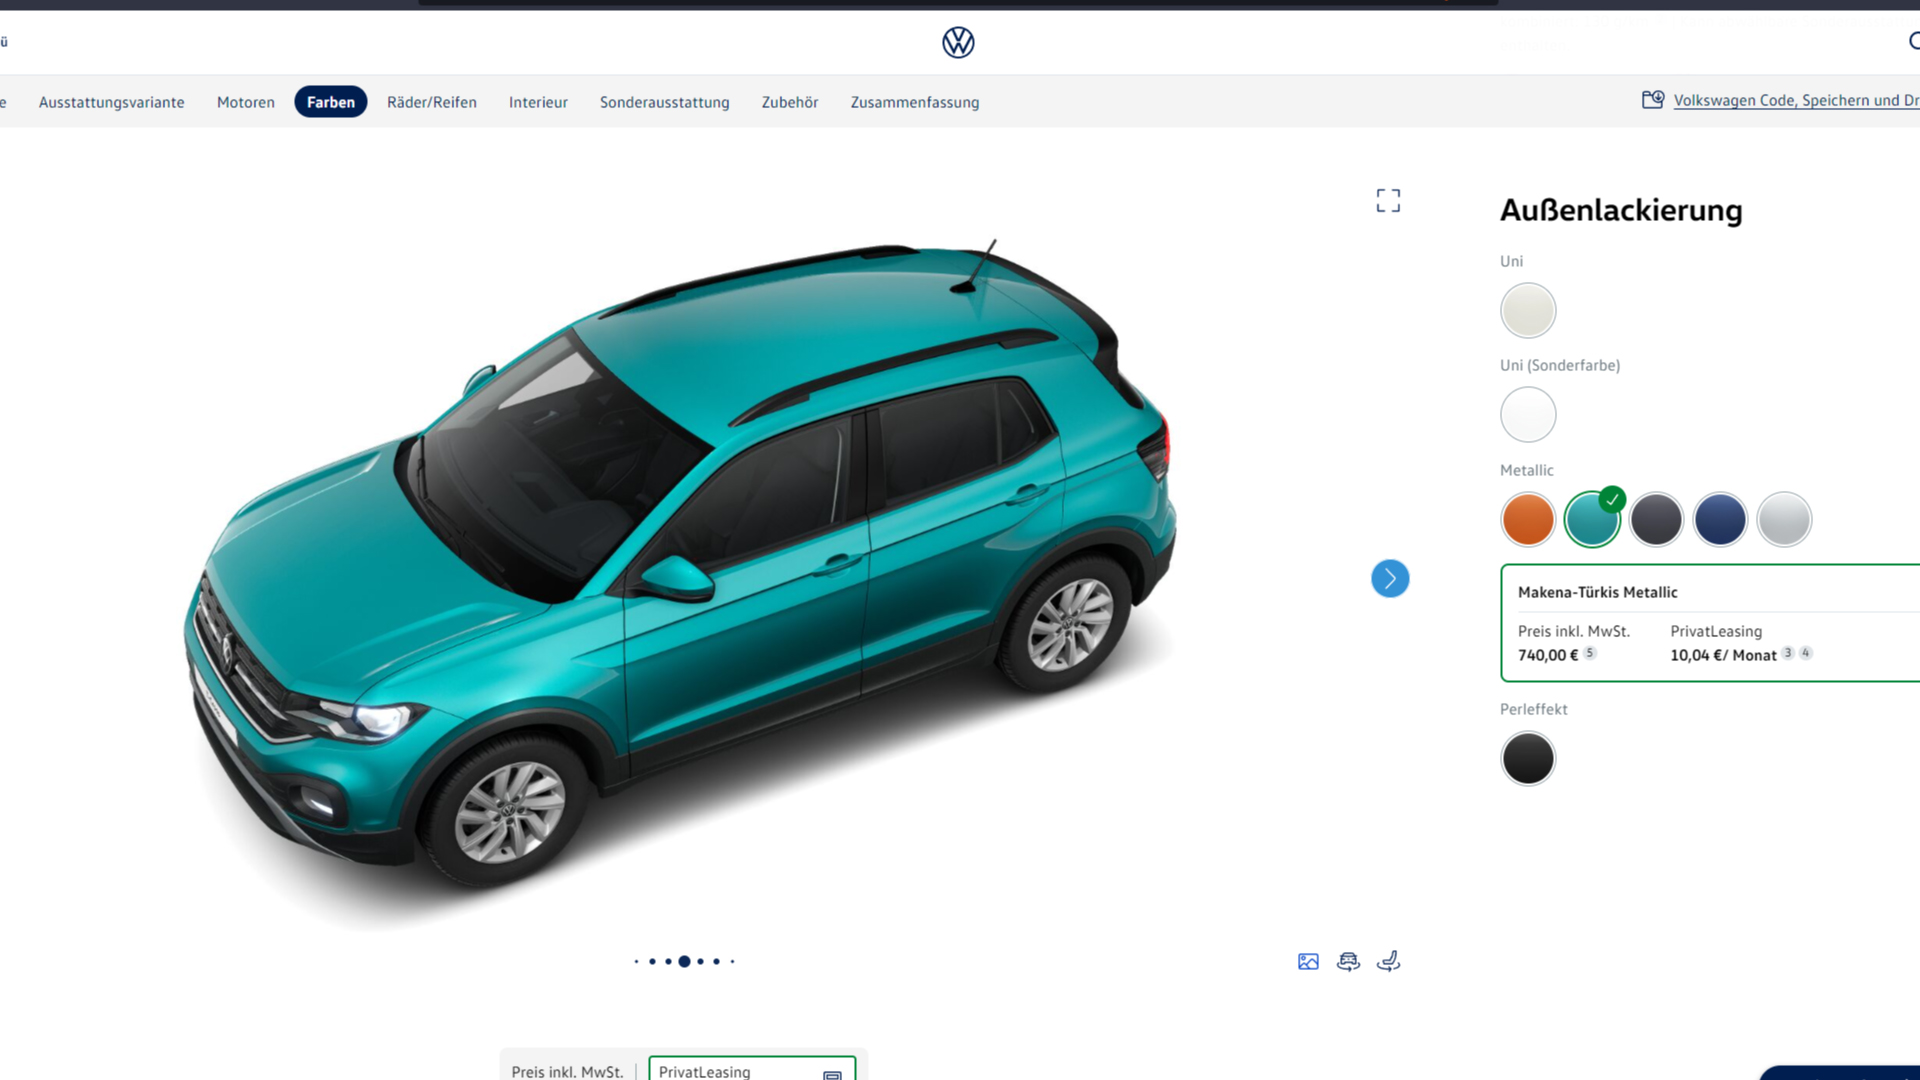 ü
e
Ausstattungsvariante
Motoren
Farben
Räder/Reifen
Interieur
Sonderausstattung
Zubehör
Zusammenfassung
Volkswagen Code, Speichern und Dr
Außenlackierung
Uni
Uni (Sonderfarbe)
Metallic
Makena-Türkis Metallic
Preis inkl. MwSt.
PrivatLeasing
740,00 € 5
10,04 €/ Monat 3 4
Perleffekt
Preis inkl. MwSt.
PrivatLeasing